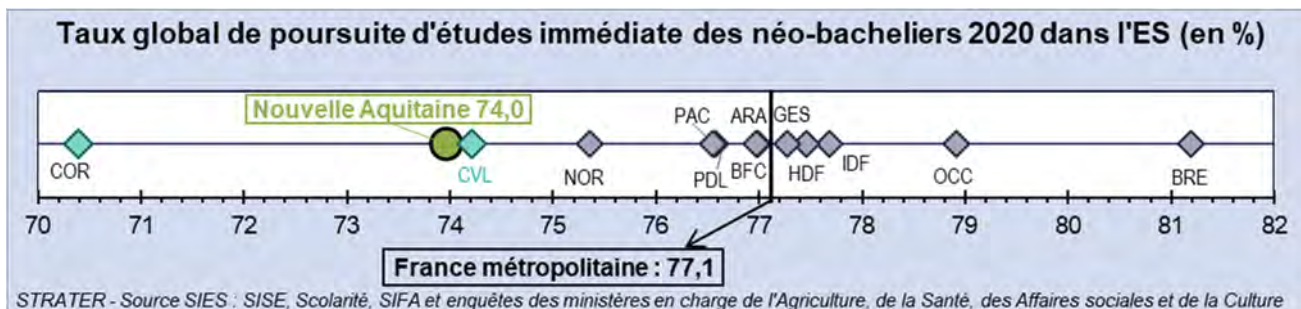 Taux global de poursuite d'études immédiate des néo-bacheliers 2020 dans l'ES (en %)
Nouvelle Aquitaine 74,0
PAC ARA GES
COR CVL NOR PDL BFC HDF IDF OCC BRE
70 71 72 73 74 75 76 77 78 79 80 81 82
France métropolitaine : 77,1
STRATER - Source SIES : SISE, Scolarité, SIFA et enquêtes des ministères en charge de l'Agriculture, de la Santé, des Affaires sociales et de la Culture